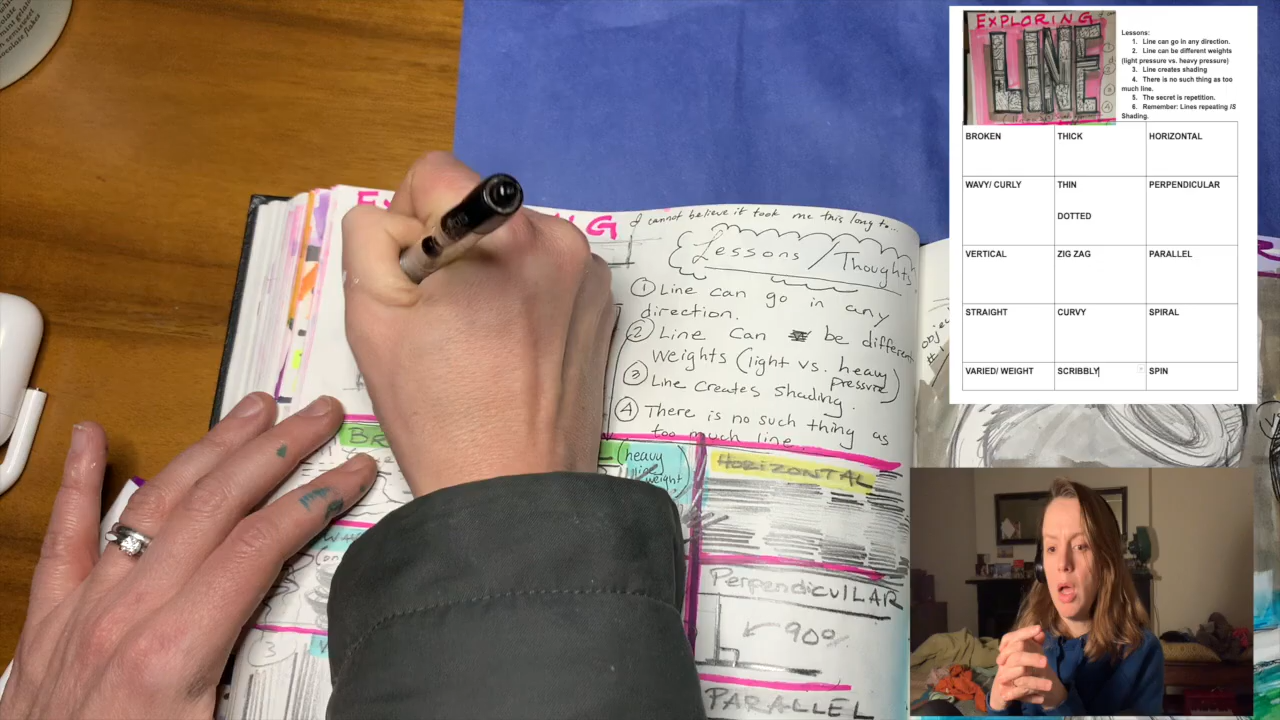 EXPLORING
LINE
Lessons:
1. Line can go in any direction.
2. Line can be different weights
(light pressure vs. heavy pressure)
3. Line creates shading
4. There is no such thing as too
much line.
5. The secret is repetition.
6. Remember: Lines repeating IS
Shading.
BROKEN
THICK
HORIZONTAL
WAVY/ CURLY
THIN
PERPENDICULAR
DOTTED
VERTICAL
ZIG ZAG
PARALLEL
STRAIGHT
CURVY
SPIRAL
VARIED/ WEIGHT
SCRIBBLY
SPIN
I cannot believe it took me this long to...
Lessons/Thoughts
① Line can go in any
direction.
② Line can be different
Weights (light vs. heavy
pressure)
③ Line creates shading.
④ There is no such thing as
too much line.
(heavy
line
weight)
HORIZONTAL
PerpendiculAR
90°
PARALLEL